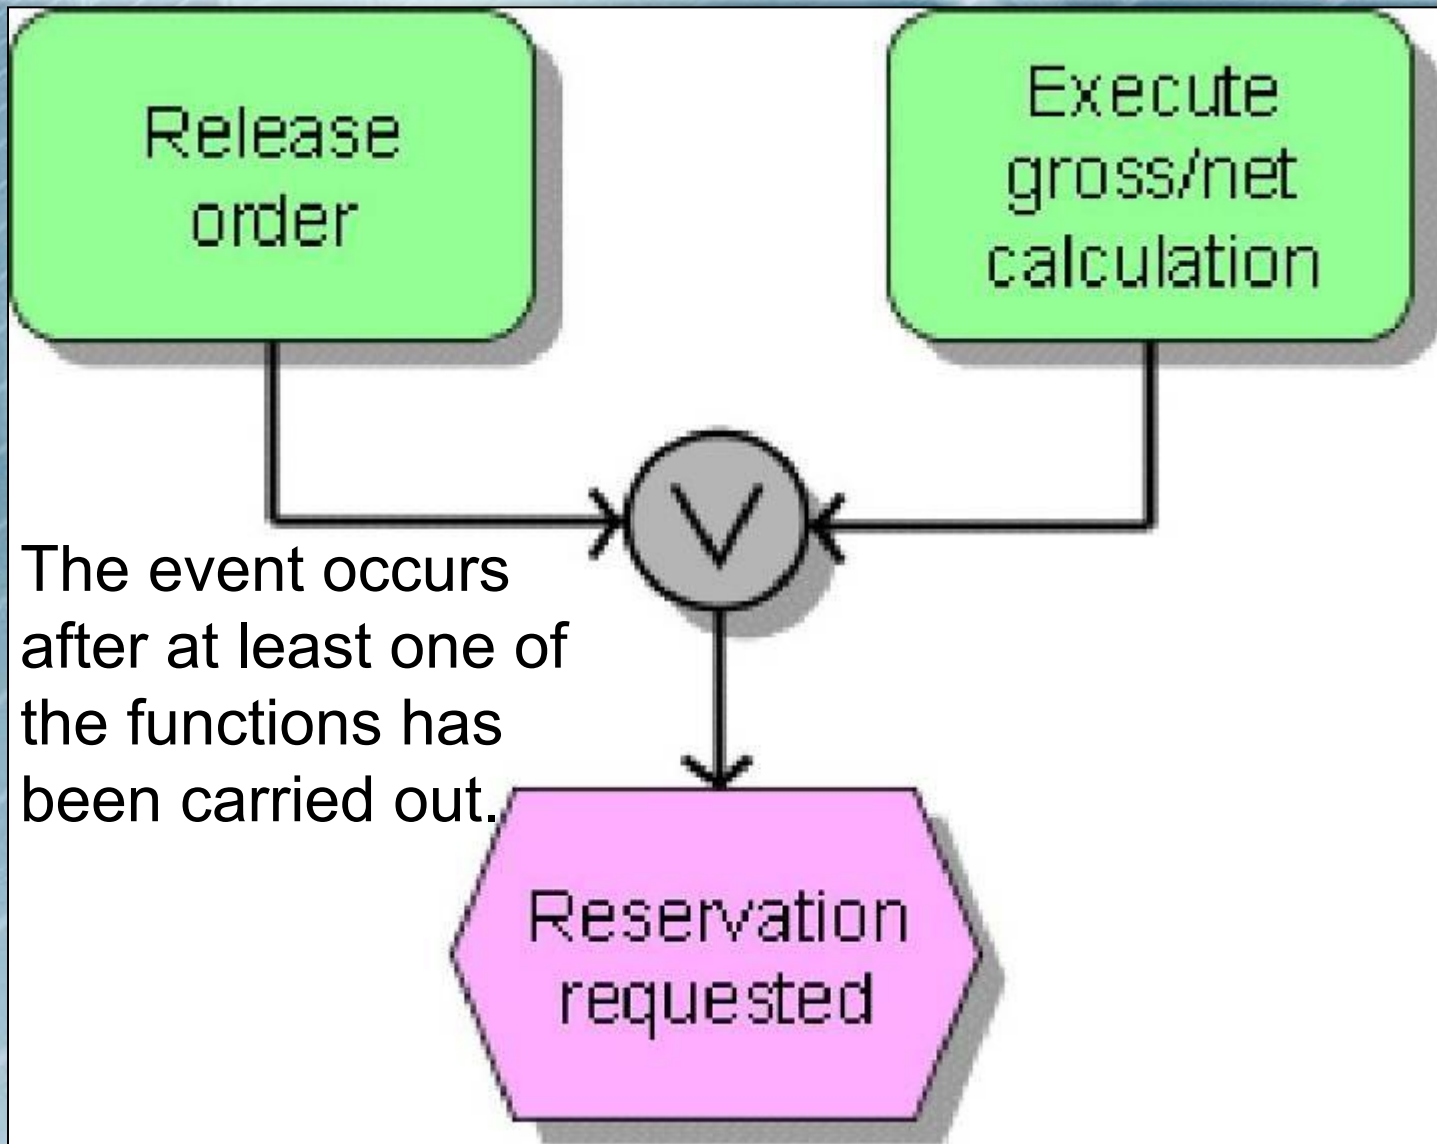 Release
order
Execute
gross/net
calculation
V
The event occurs
after at least one of
the functions has
been carried out.
Reservation
requested